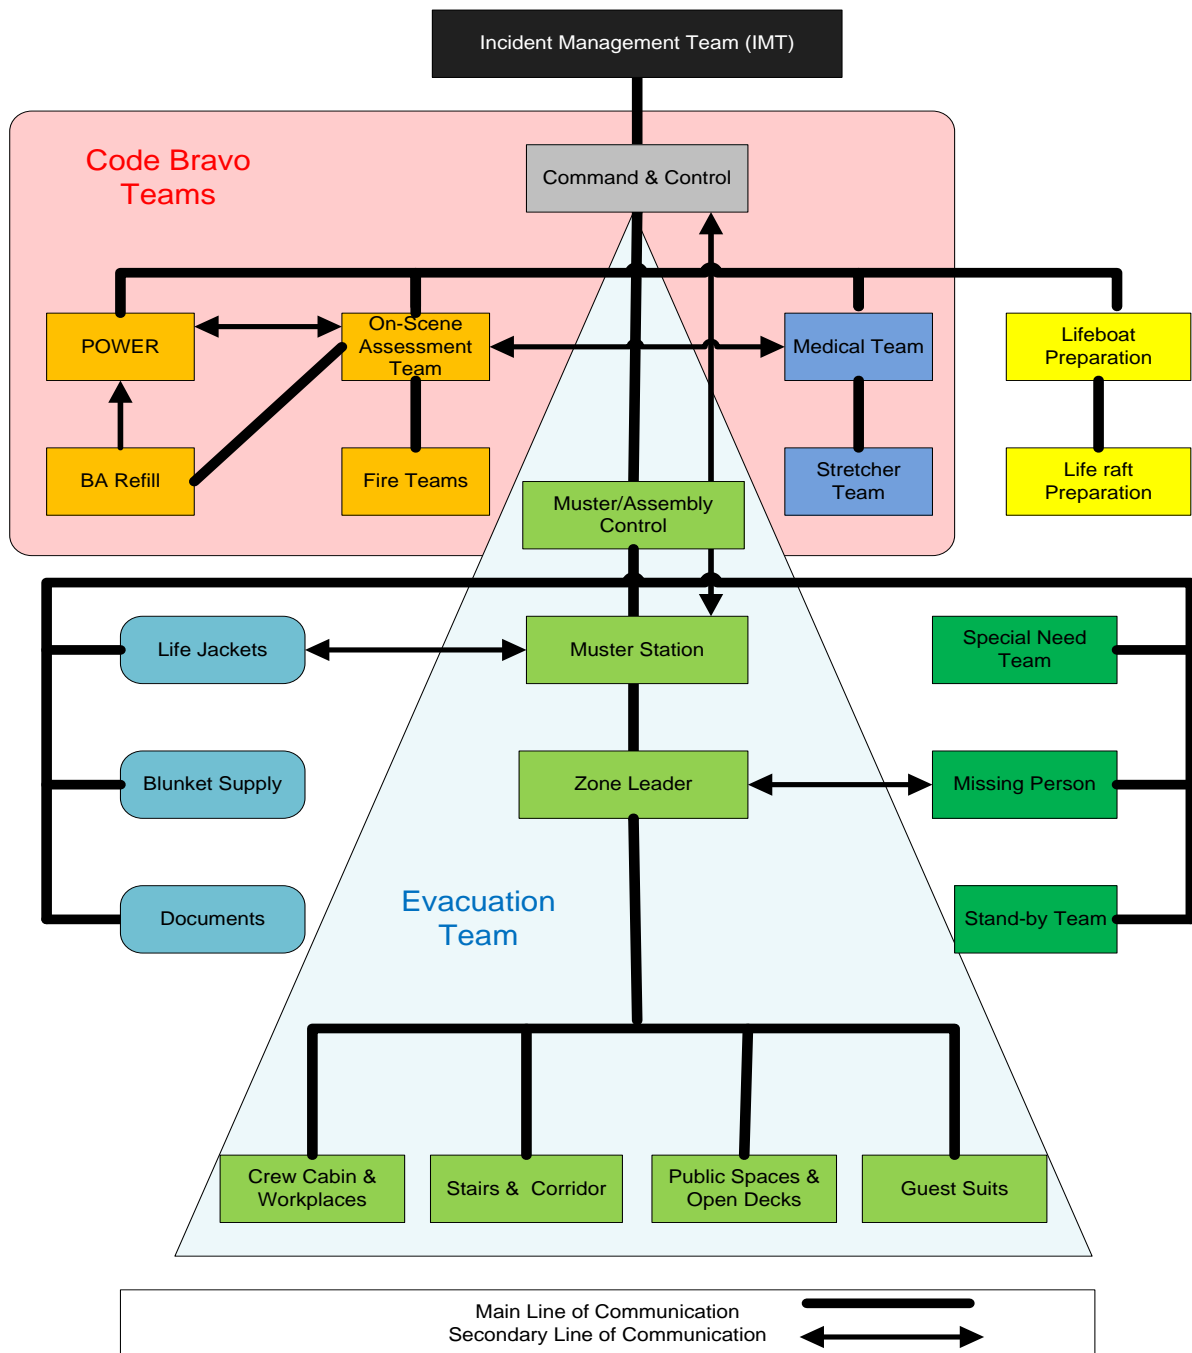 Incident Management Team (IMT)
Code Bravo
Teams
Command & Control
POWER
On-Scene
Assessment
Team
Medical Team
Lifeboat
Preparation
BA Refill
Fire Teams
Stretcher
Team
Life raft
Preparation
Muster/Assembly
Control
Life Jackets
Muster Station
Special Need
Team
Blunket Supply
Zone Leader
Missing Person
Documents
Evacuation
Team
Stand-by Team
Crew Cabin &
Workplaces
Stairs & Corridor
Public Spaces &
Open Decks
Guest Suits
Main Line of Communication
Secondary Line of Communication